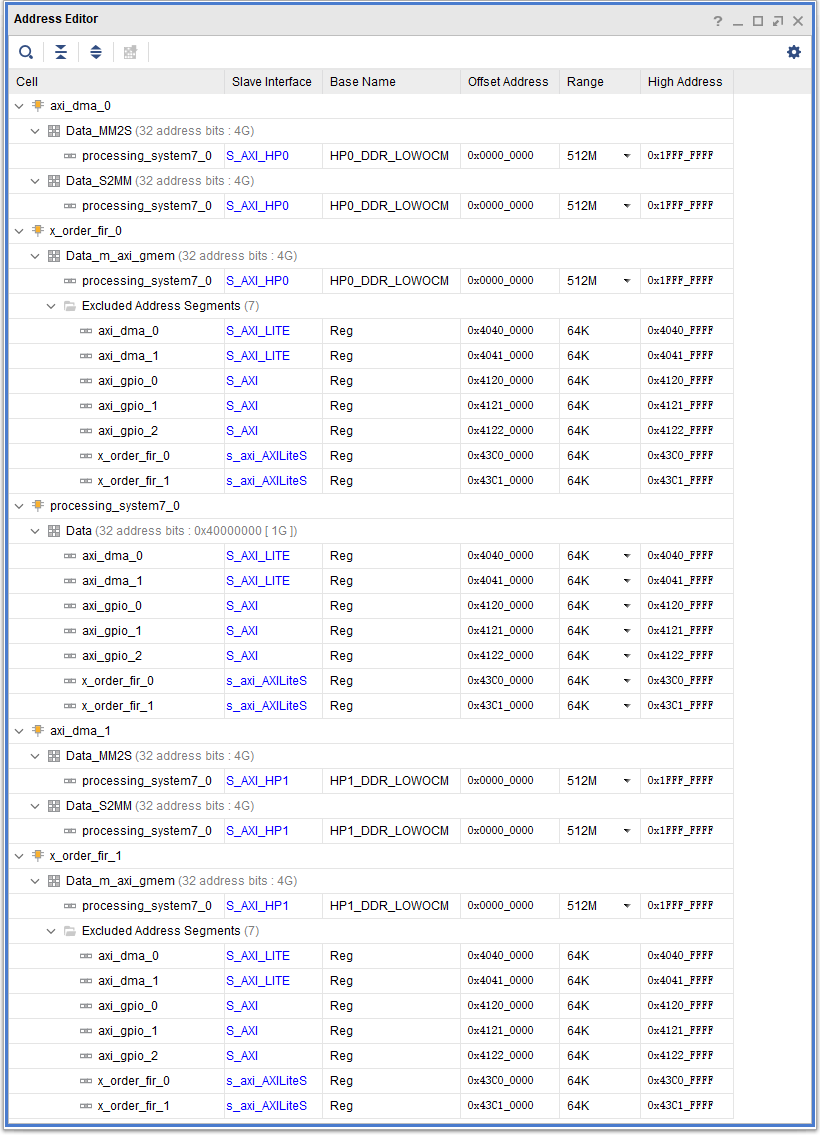 Address Editor
Cell Slave Interface Base Name Offset Address Range High Address
axi_dma_0
Data_MM2S (32 address bits : 4G)
processing_system7_0 S_AXI_HP0 HP0_DDR_LOWOCM 0x0000_0000 512M 0x1FFF_FFFF
Data_S2MM (32 address bits : 4G)
processing_system7_0 S_AXI_HP0 HP0_DDR_LOWOCM 0x0000_0000 512M 0x1FFF_FFFF
x_order_fir_0
Data_m_axi_gmem (32 address bits : 4G)
processing_system7_0 S_AXI_HP0 HP0_DDR_LOWOCM 0x0000_0000 512M 0x1FFF_FFFF
Excluded Address Segments (7)
axi_dma_0 S_AXI_LITE Reg 0x4040_0000 64K 0x4040_FFFF
axi_dma_1 S_AXI_LITE Reg 0x4041_0000 64K 0x4041_FFFF
axi_gpio_0 S_AXI Reg 0x4120_0000 64K 0x4120_FFFF
axi_gpio_1 S_AXI Reg 0x4121_0000 64K 0x4121_FFFF
axi_gpio_2 S_AXI Reg 0x4122_0000 64K 0x4122_FFFF
x_order_fir_0 s_axi_AXILiteS Reg 0x43C0_0000 64K 0x43C0_FFFF
x_order_fir_1 s_axi_AXILiteS Reg 0x43C1_0000 64K 0x43C1_FFFF
processing_system7_0
Data (32 address bits : 0x40000000 [ 1G ])
axi_dma_0 S_AXI_LITE Reg 0x4040_0000 64K 0x4040_FFFF
axi_dma_1 S_AXI_LITE Reg 0x4041_0000 64K 0x4041_FFFF
axi_gpio_0 S_AXI Reg 0x4120_0000 64K 0x4120_FFFF
axi_gpio_1 S_AXI Reg 0x4121_0000 64K 0x4121_FFFF
axi_gpio_2 S_AXI Reg 0x4122_0000 64K 0x4122_FFFF
x_order_fir_0 s_axi_AXILiteS Reg 0x43C0_0000 64K 0x43C0_FFFF
x_order_fir_1 s_axi_AXILiteS Reg 0x43C1_0000 64K 0x43C1_FFFF
axi_dma_1
Data_MM2S (32 address bits : 4G)
processing_system7_0 S_AXI_HP1 HP1_DDR_LOWOCM 0x0000_0000 512M 0x1FFF_FFFF
Data_S2MM (32 address bits : 4G)
processing_system7_0 S_AXI_HP1 HP1_DDR_LOWOCM 0x0000_0000 512M 0x1FFF_FFFF
x_order_fir_1
Data_m_axi_gmem (32 address bits : 4G)
processing_system7_0 S_AXI_HP1 HP1_DDR_LOWOCM 0x0000_0000 512M 0x1FFF_FFFF
Excluded Address Segments (7)
axi_dma_0 S_AXI_LITE Reg 0x4040_0000 64K 0x4040_FFFF
axi_dma_1 S_AXI_LITE Reg 0x4041_0000 64K 0x4041_FFFF
axi_gpio_0 S_AXI Reg 0x4120_0000 64K 0x4120_FFFF
axi_gpio_1 S_AXI Reg 0x4121_0000 64K 0x4121_FFFF
axi_gpio_2 S_AXI Reg 0x4122_0000 64K 0x4122_FFFF
x_order_fir_0 s_axi_AXILiteS Reg 0x43C0_0000 64K 0x43C0_FFFF
x_order_fir_1 s_axi_AXILiteS Reg 0x43C1_0000 64K 0x43C1_FFFF